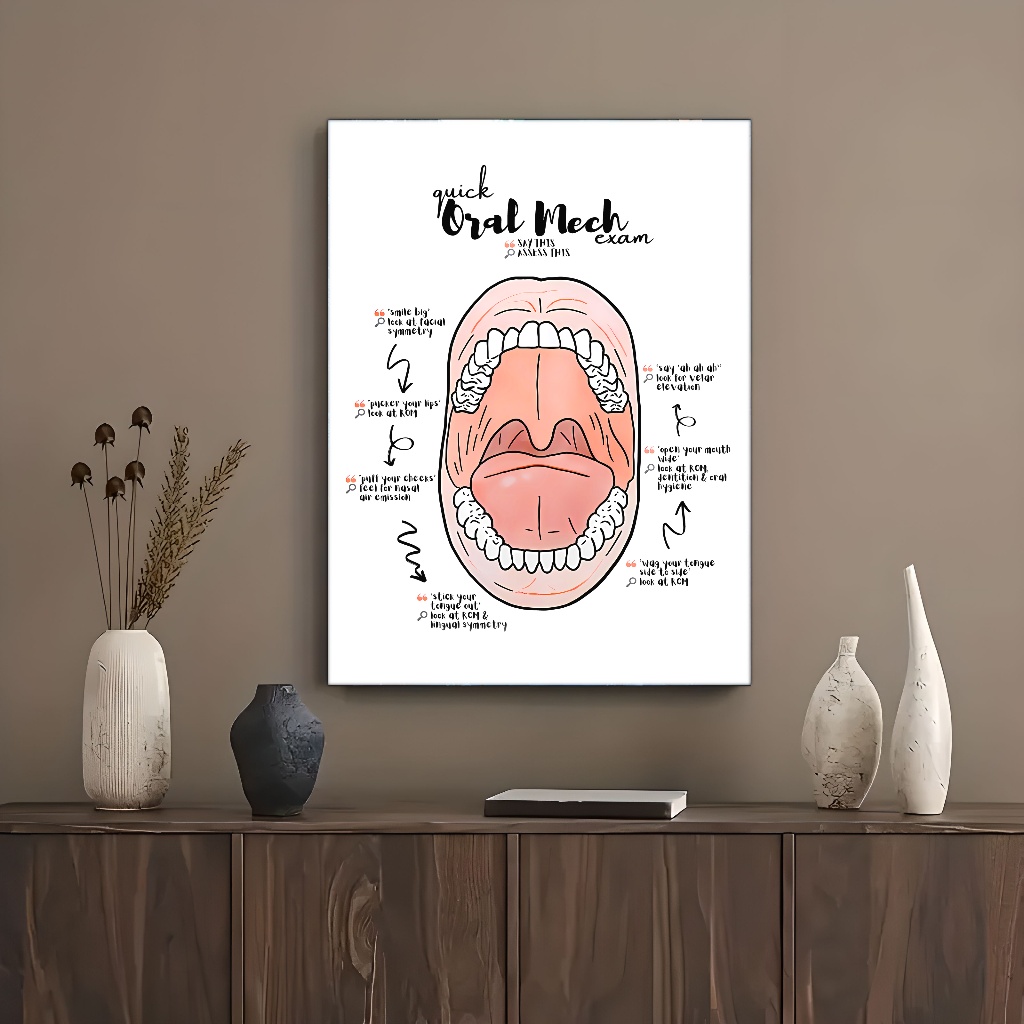 quick
Oral Mech
exam
“ SAY THIS
ASSESS THIS
“ 'smile big'
look at facial
symmetry
“ 'pucker your lips'
look at ROM
“ 'puff your cheeks'
feel for nasal
air emission
“ 'stick your
tongue out'
look at ROM &
lingual symmetry
“ 'wag your tongue
side to side'
look at ROM
“ 'open your mouth
wide'
look at ROM,
dentition & oral
hygiene
“ 'say 'ah ah ah''
look for velar
elevation